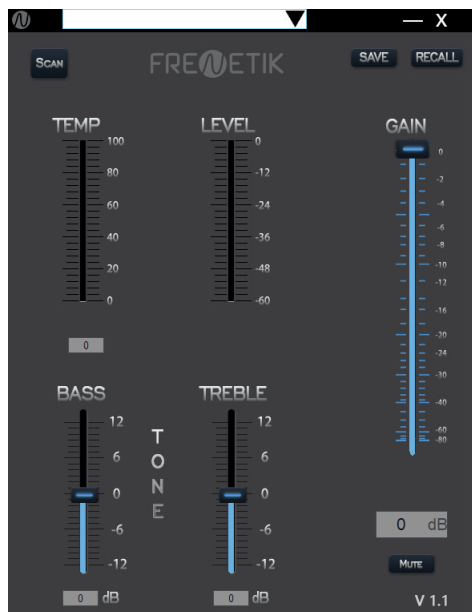 X
SCAN
FRENETIK
SAVE
RECALL
TEMP
100
80
60
40
20
0
0
LEVEL
0
-12
-24
-36
-48
-60
GAIN
0
-2
-4
-6
-8
-10
-12
-16
-20
-24
-30
-40
-60
-80
BASS
12
6
0
-6
-12
0 dB
TONE
TREBLE
12
6
0
-6
-12
0 dB
0 dB
MUTE
V 1.1